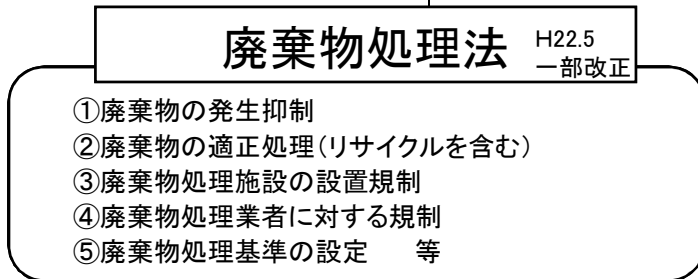 廃棄物処理法 H22.5
一部改正
①廃棄物の発生抑制
②廃棄物の適正処理(リサイクルを含む)
③廃棄物処理施設の設置規制
④廃棄物処理業者に対する規制
⑤廃棄物処理基準の設定　　等